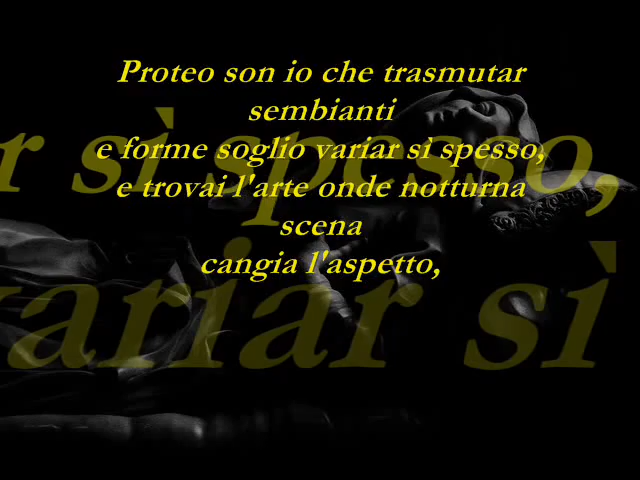 Proteo son io che trasmutar
sembianti
e forme soglio variar sì spesso,
e trovai l'arte onde notturna
scena
cangia l'aspetto,
r sì spesso,
variar sì